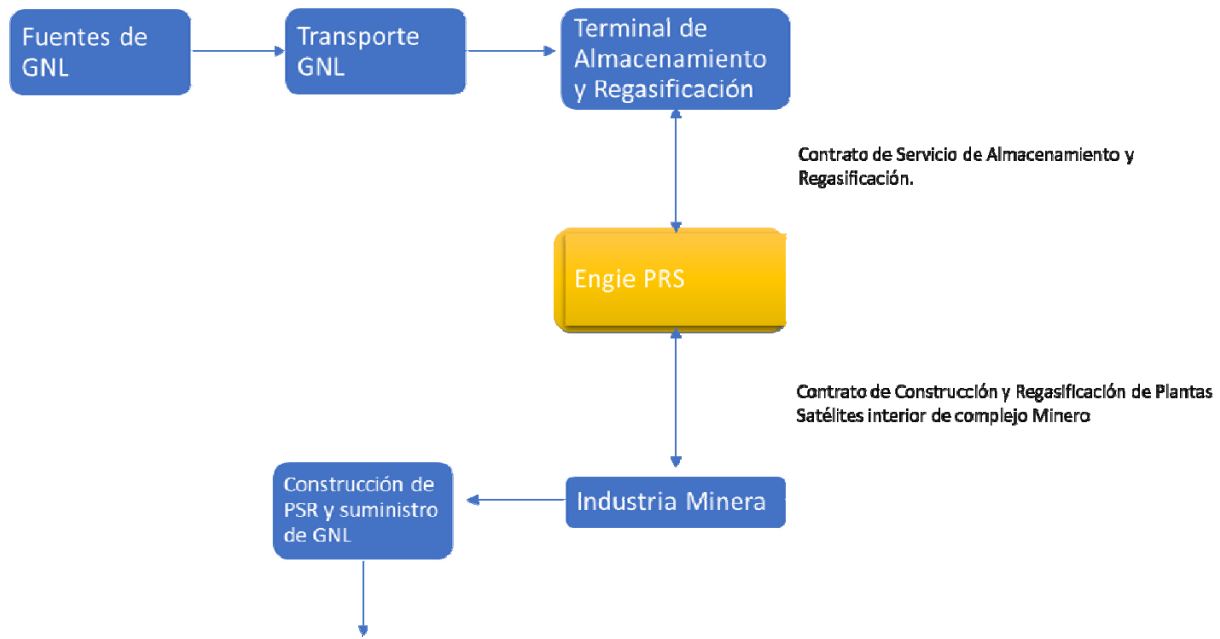 Fuentes de
GNL
Transporte
GNL
Terminal de
Almacenamiento
y Regasificación
Contrato de Servicio de Almacenamiento y
Regasificación.
Engie PRS
Contrato de Construcción y Regasificación de Plantas
Satélites interior de complejo Minero
Construcción de
PSR y suministro
de GNL
Industria Minera